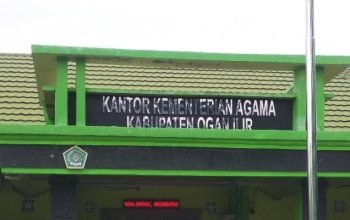 KANTOR KEMENTERIAN AGAMA
KABUPATEN OGAN ILIR